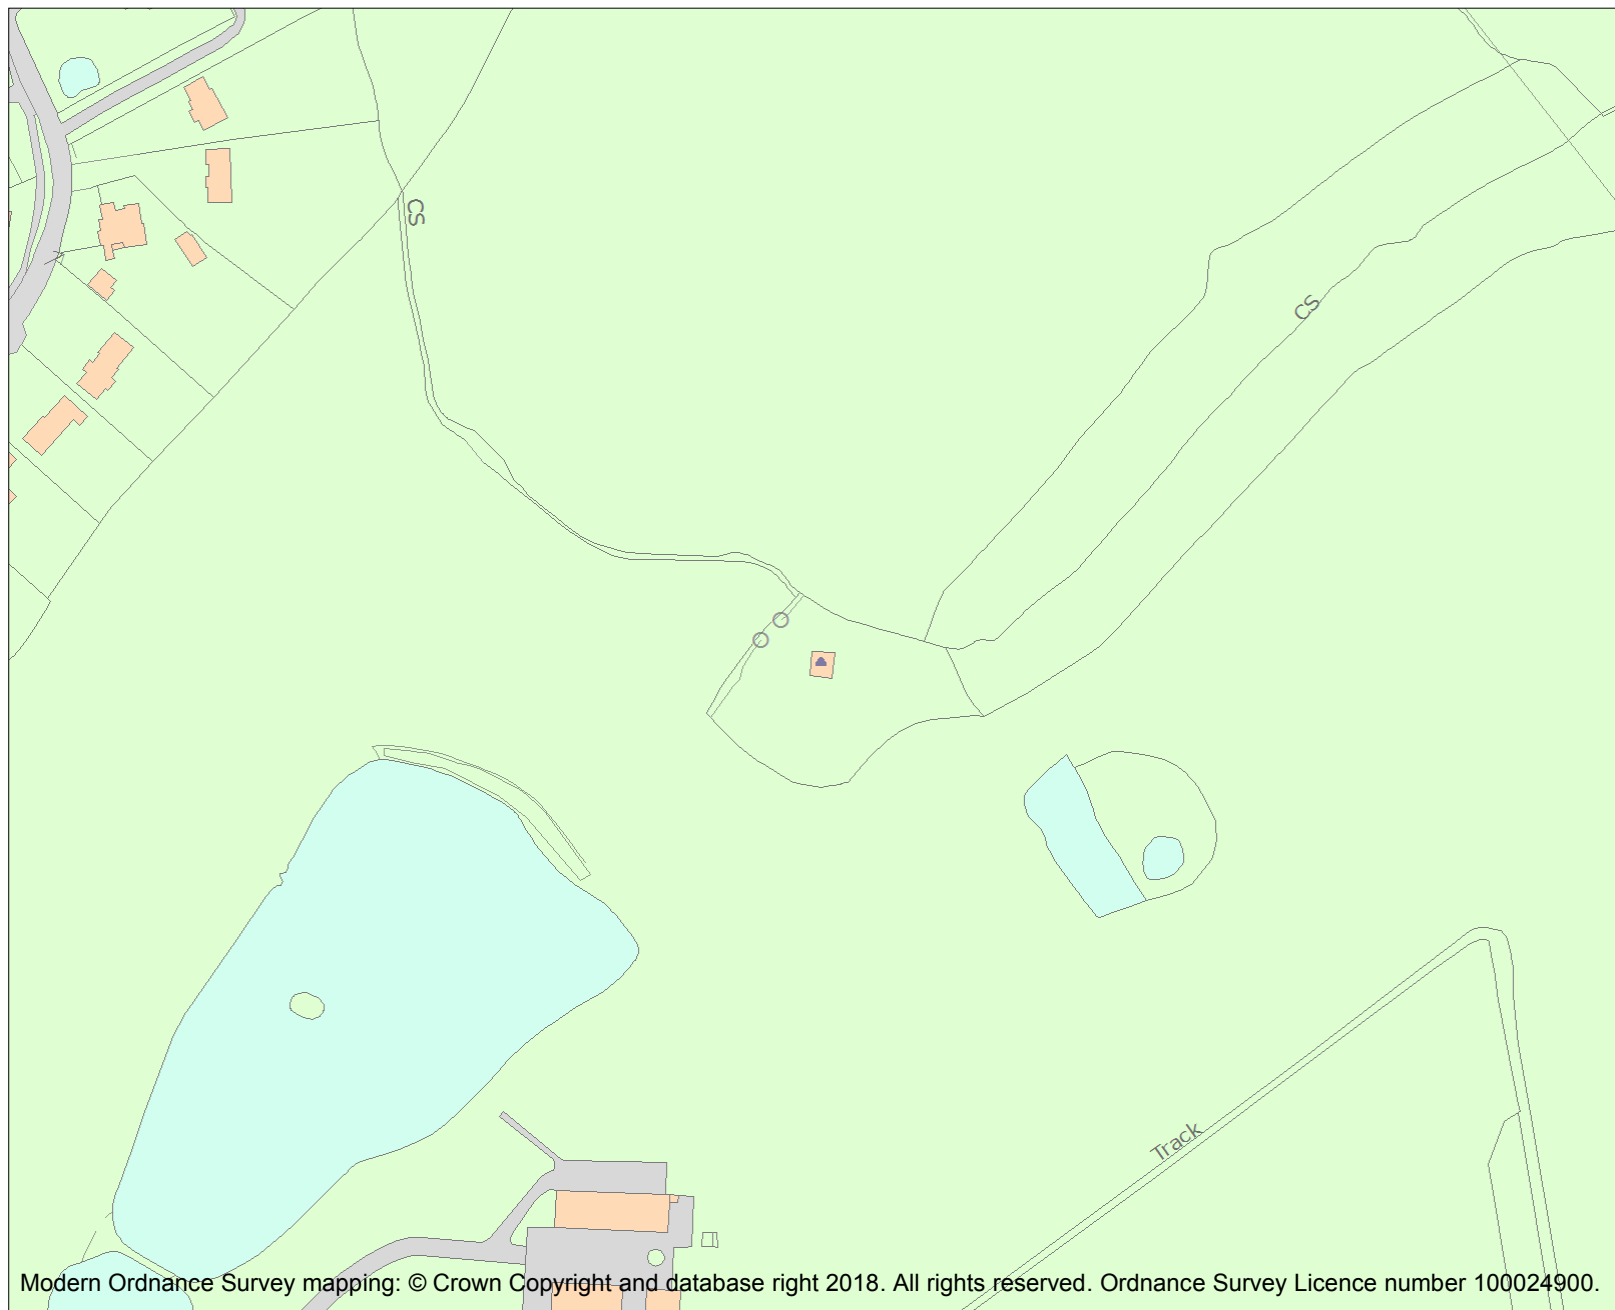 CS
CS
Track
Modern Ordnance Survey mapping: © Crown Copyright and database right 2018. All rights reserved. Ordnance Survey Licence number 100024900.